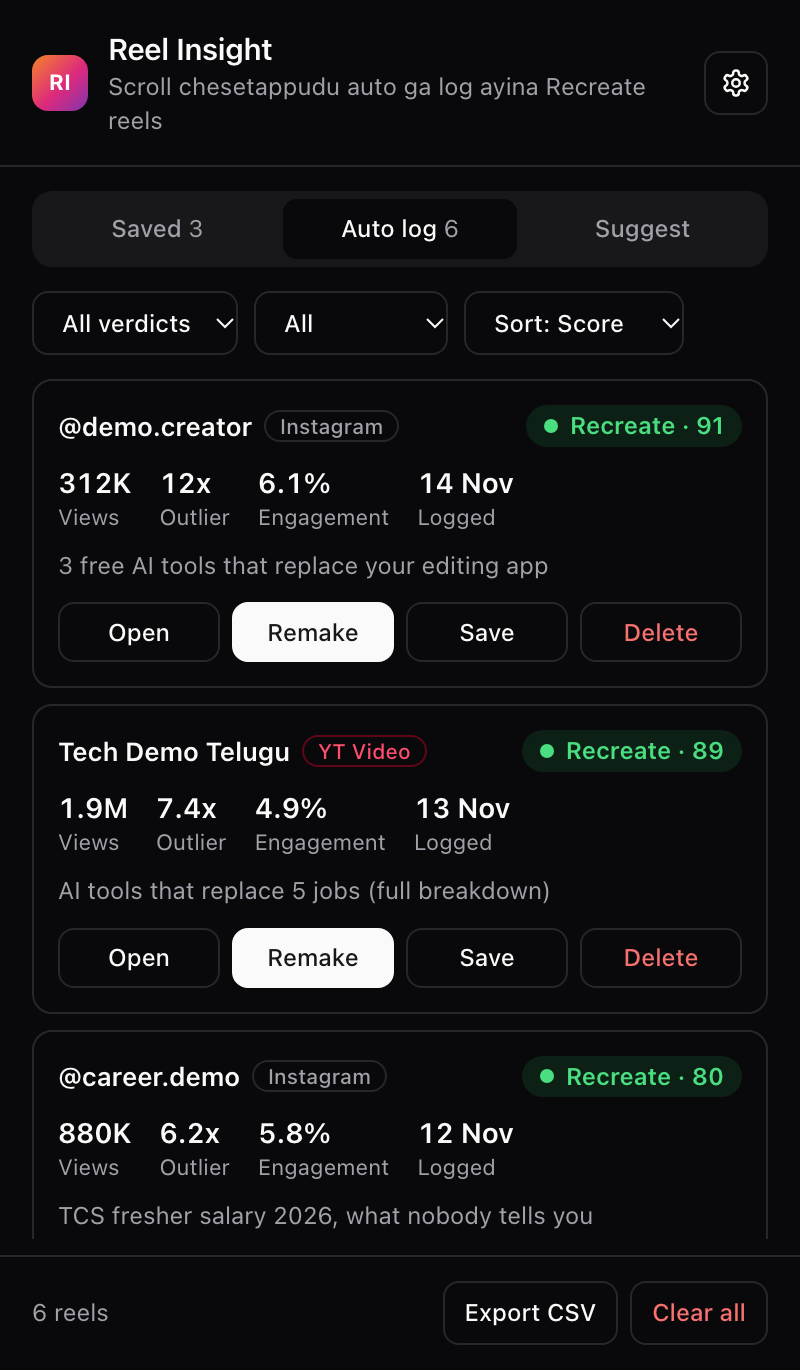 RI
Reel Insight
Scroll chesetappudu auto ga log ayina Recreate
reels
Saved 3 Auto log 6 Suggest
All verdicts All Sort: Score
@demo.creator Instagram Recreate · 91
312K 12x 6.1% 14 Nov
Views Outlier Engagement Logged
3 free AI tools that replace your editing app
Open Remake Save Delete
Tech Demo Telugu YT Video Recreate · 89
1.9M 7.4x 4.9% 13 Nov
Views Outlier Engagement Logged
AI tools that replace 5 jobs (full breakdown)
Open Remake Save Delete
@career.demo Instagram Recreate · 80
880K 6.2x 5.8% 12 Nov
Views Outlier Engagement Logged
TCS fresher salary 2026, what nobody tells you
6 reels Export CSV Clear all